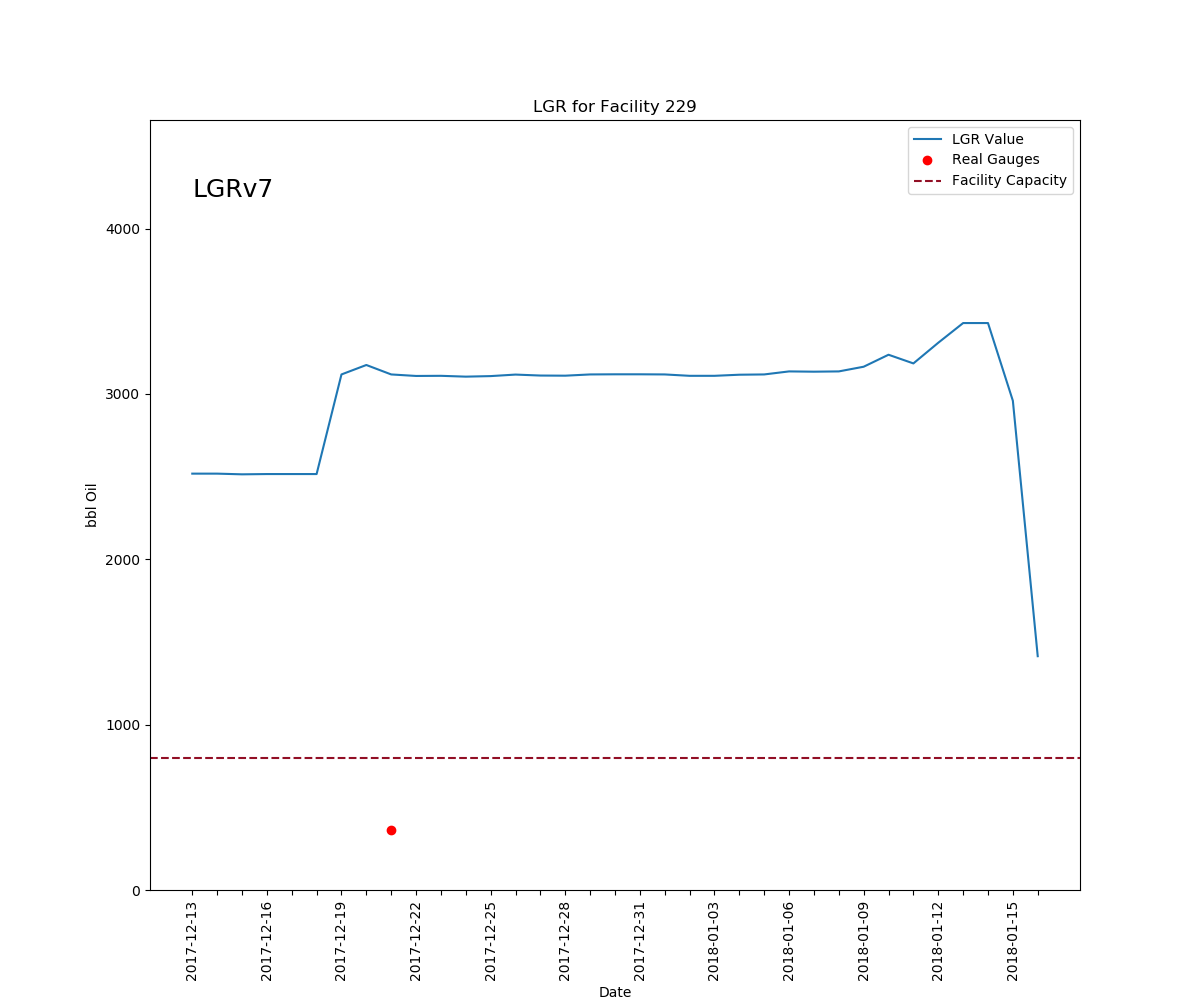 LGR for Facility 229
LGR Value
Real Gauges
Facility Capacity
LGRv7
4000
3000
2000
1000
0
bbl Oil
2017-12-13
2017-12-16
2017-12-19
2017-12-22
2017-12-25
2017-12-28
2017-12-31
2018-01-03
2018-01-06
2018-01-09
2018-01-12
2018-01-15
Date